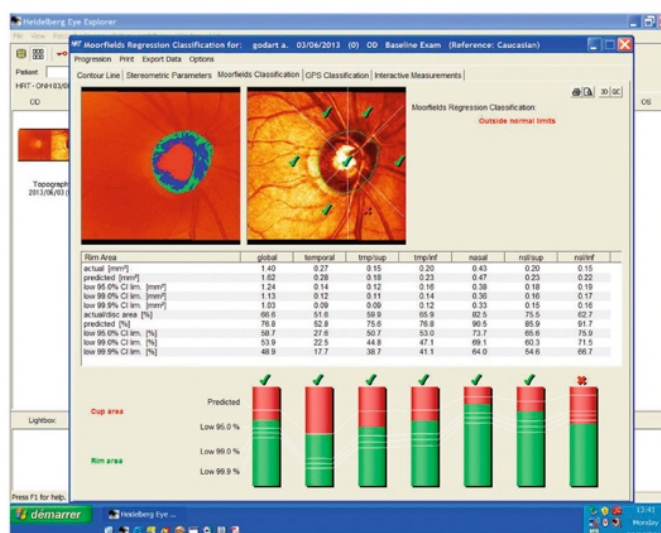 Heidelberg Eye Explorer
File View
HRT Moorfields Regression Classification for: godart a. 03/06/2013 (0) OD Baseline Exam (Reference: Caucasian)
Progression Print Export Data Options
Contour Line Stereometric Parameters Moorfields Classification GPS Classification Interactive Measurements
Patient
HRT - ONH 03/0
OD
OS
3D QC
Moorfields Regression Classification:
Outside normal limits
Topograph
2013/06/03 (
Rim Area global temporal tmp/sup tmp/inf nasal nsl/sup nsl/inf
actual [mm²] 1.40 0.27 0.15 0.20 0.43 0.20 0.15
predicted [mm²] 1.62 0.28 0.18 0.23 0.47 0.23 0.22
low 95.0% CI lim. [mm²] 1.24 0.14 0.12 0.16 0.38 0.18 0.19
low 99.0% CI lim. [mm²] 1.13 0.12 0.11 0.14 0.36 0.16 0.17
low 99.9% CI lim. [mm²] 1.03 0.09 0.09 0.12 0.33 0.15 0.16
actual/disc area [%] 66.6 51.6 59.9 65.9 82.5 75.5 62.7
predicted [%] 76.8 52.8 75.6 76.8 90.5 85.9 91.7
low 95.0% CI lim. [%] 58.7 27.6 50.7 53.0 73.7 65.6 75.9
low 99.0% CI lim. [%] 53.9 22.5 44.8 47.1 69.1 60.3 71.5
low 99.9% CI lim. [%] 48.9 17.7 38.7 41.1 64.0 54.6 66.7
Predicted
Cup area
Low 95.0 %
Low 99.0 %
Rim area
Low 99.9 %
Lightbox
Press F1 for help.
démarrer
Heidelberg Eye ...
13:41
Monday